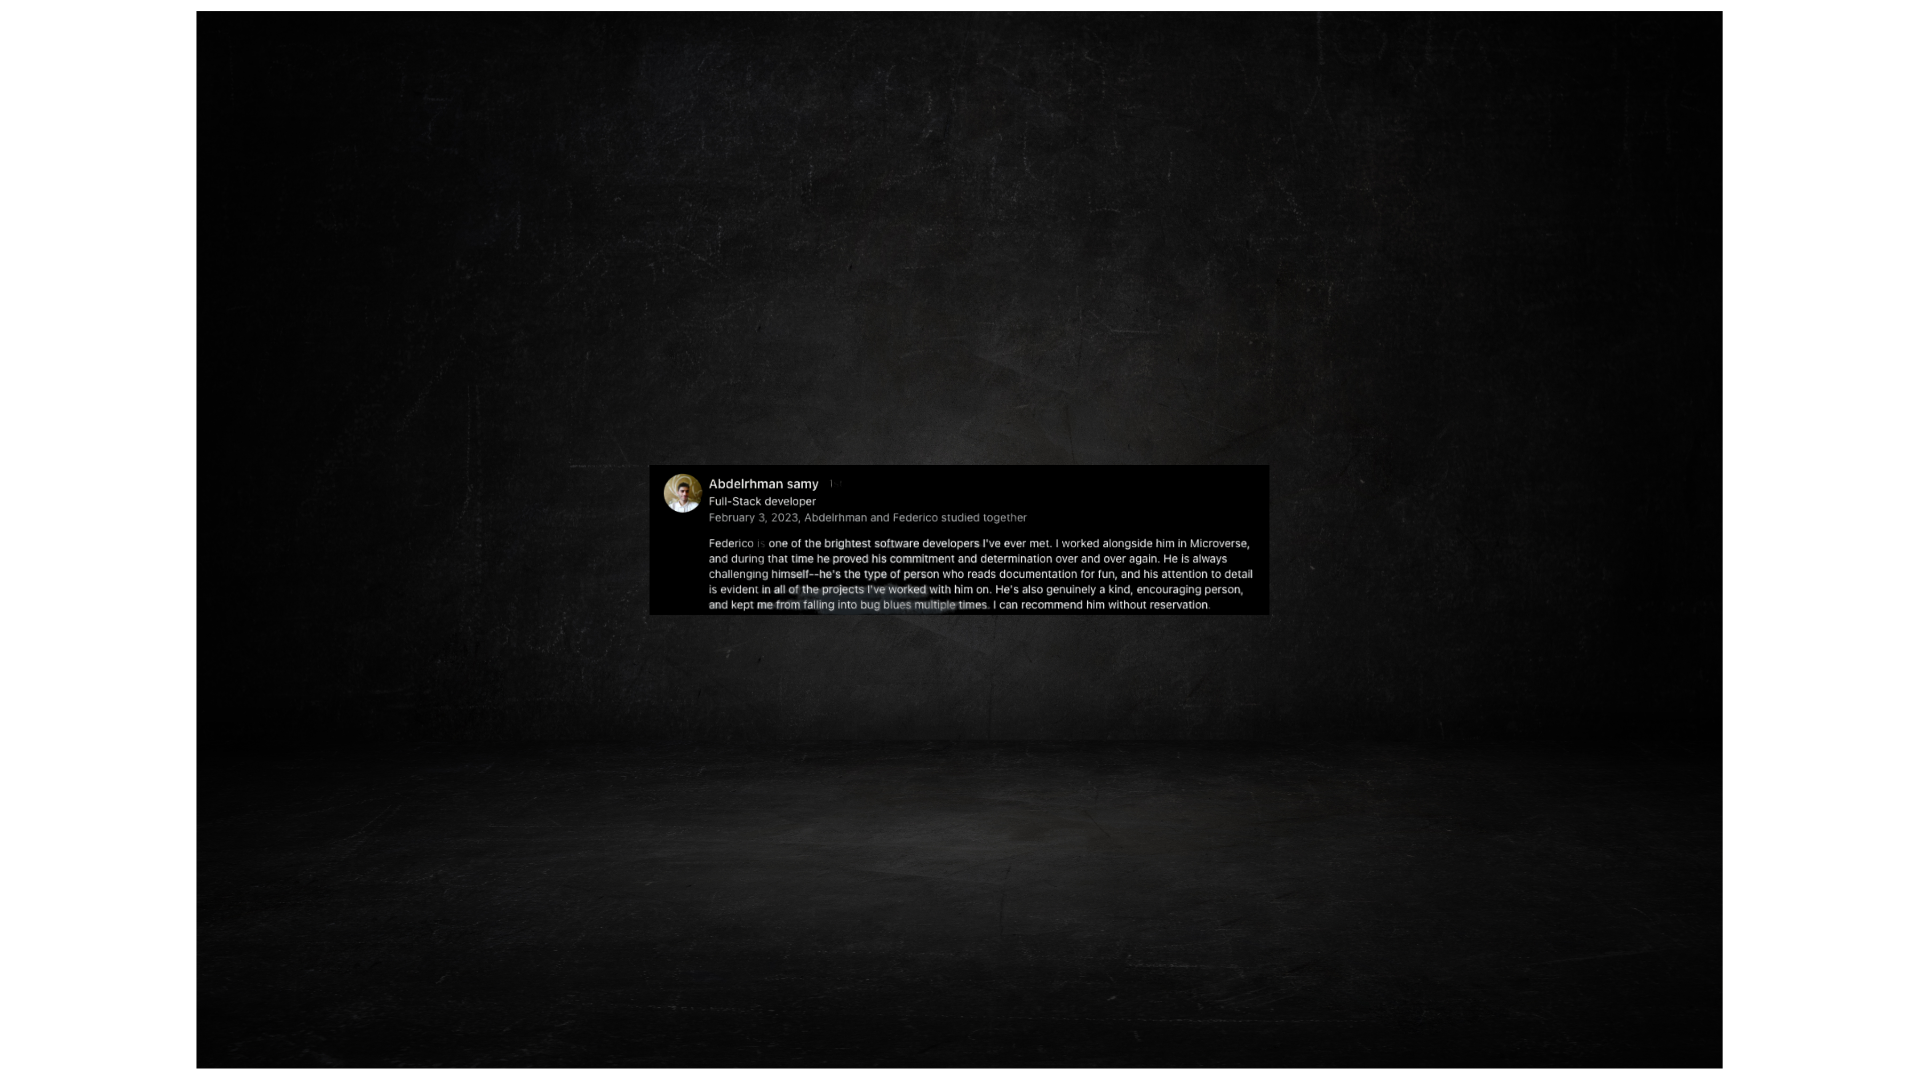 Abdelrhman samy
Full-Stack developer
February 3, 2023, Abdelrhman and Federico studied together
Federico is one of the brightest software developers I've ever met. I worked alongside him in Microverse,
and during that time he proved his commitment and determination over and over again. He is always
challenging himself--he's the type of person who reads documentation for fun, and his attention to detail
is evident in all of the projects I've worked with him on. He's also genuinely a kind, encouraging person,
and kept me from falling into bug blues multiple times. I can recommend him without reservation.